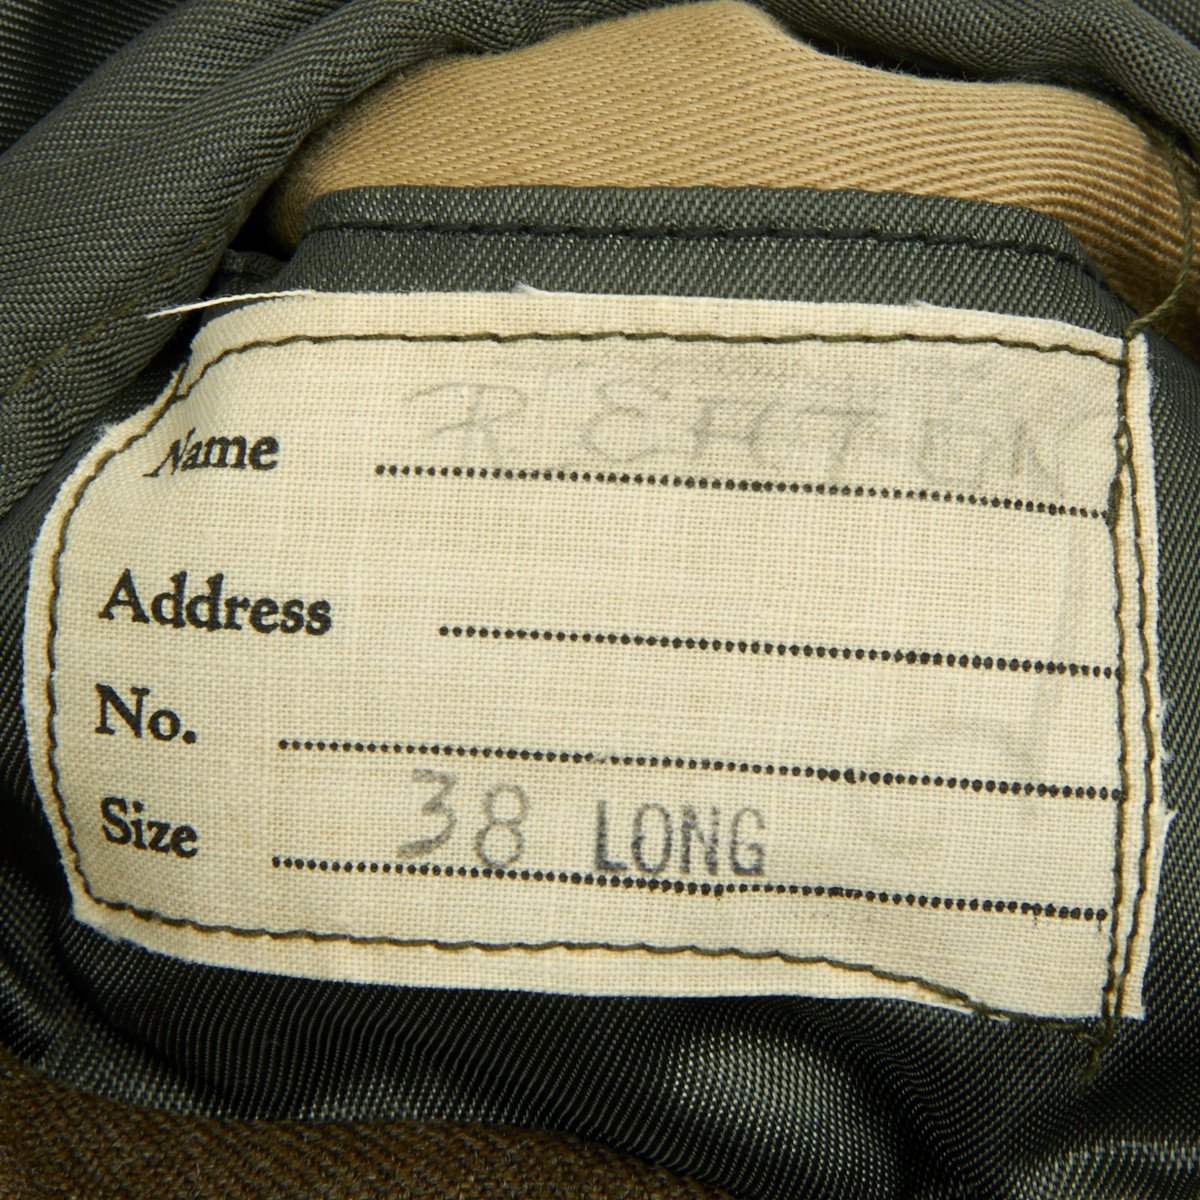 Name
Address
No.
Size 38 LONG